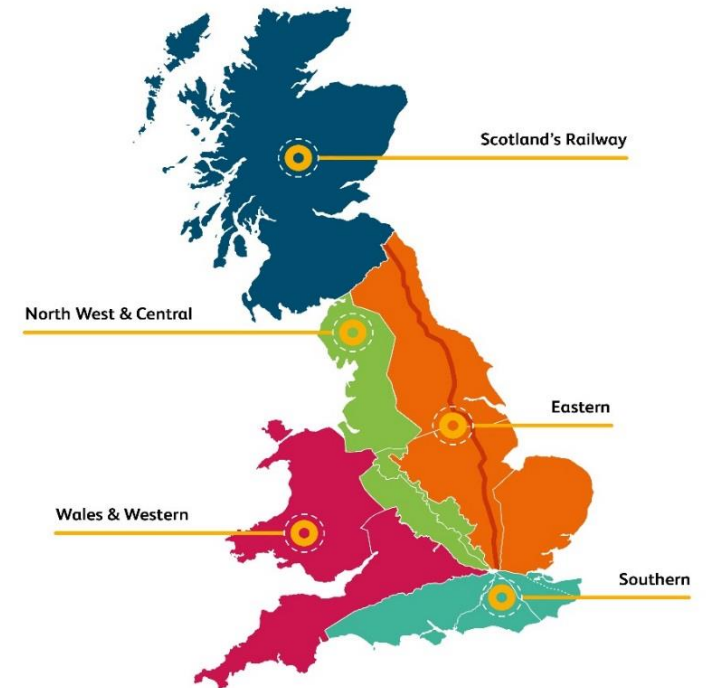 Scotland's Railway
North West & Central
Eastern
Wales & Western
Southern